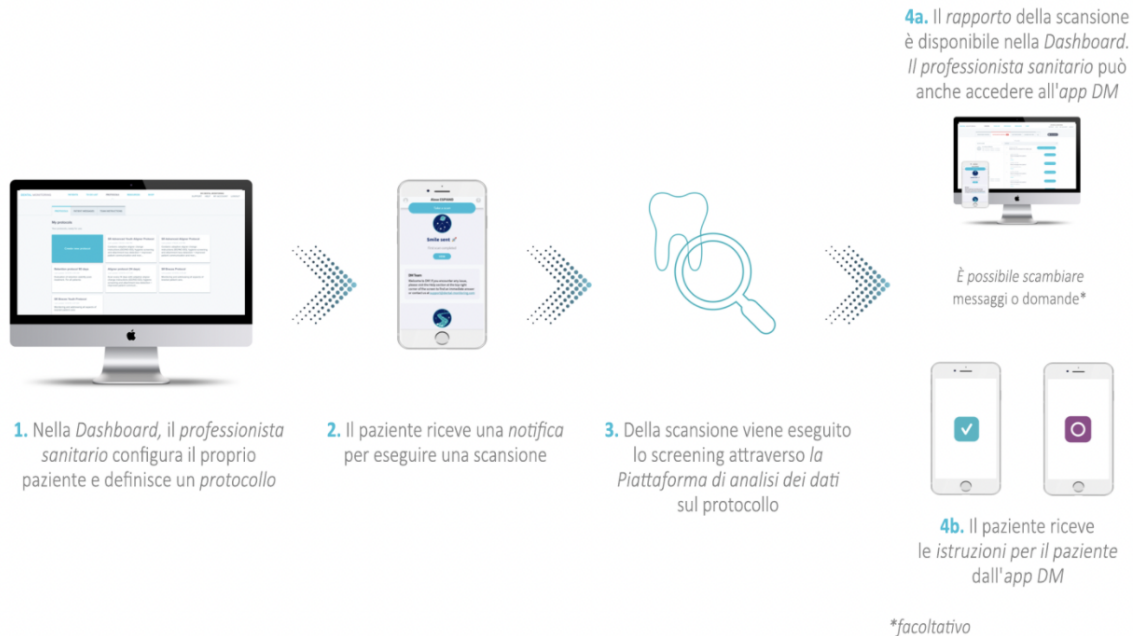 1. Nella Dashboard, il professionista
sanitario configura il proprio
paziente e definisce un protocollo
2. Il paziente riceve una notifica
per eseguire una scansione
3. Della scansione viene eseguito
lo screening attraverso la
Piattaforma di analisi dei dati
sul protocollo
4a. Il rapporto della scansione
è disponibile nella Dashboard.
Il professionista sanitario può
anche accedere all'app DM
È possibile scambiare
messaggi o domande*
4b. Il paziente riceve
le istruzioni per il paziente
dall'app DM
*facoltativo